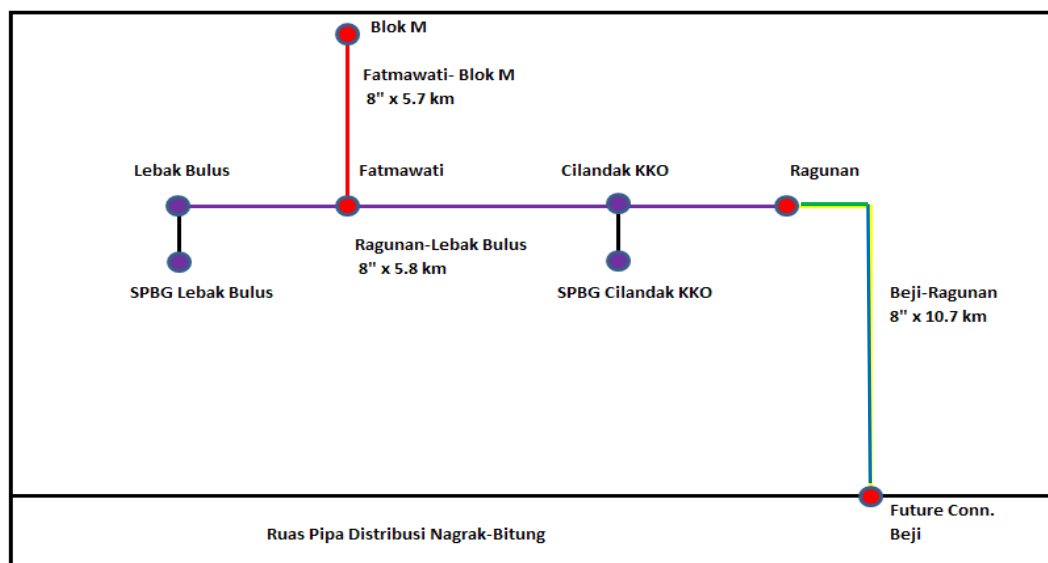 Blok M
Fatmawati- Blok M
8" x 5.7 km
Lebak Bulus
Fatmawati
Cilandak KKO
Ragunan
Ragunan-Lebak Bulus
8" x 5.8 km
SPBG Lebak Bulus
SPBG Cilandak KKO
Beji-Ragunan
8" x 10.7 km
Future Conn.
Beji
Ruas Pipa Distribusi Nagrak-Bitung